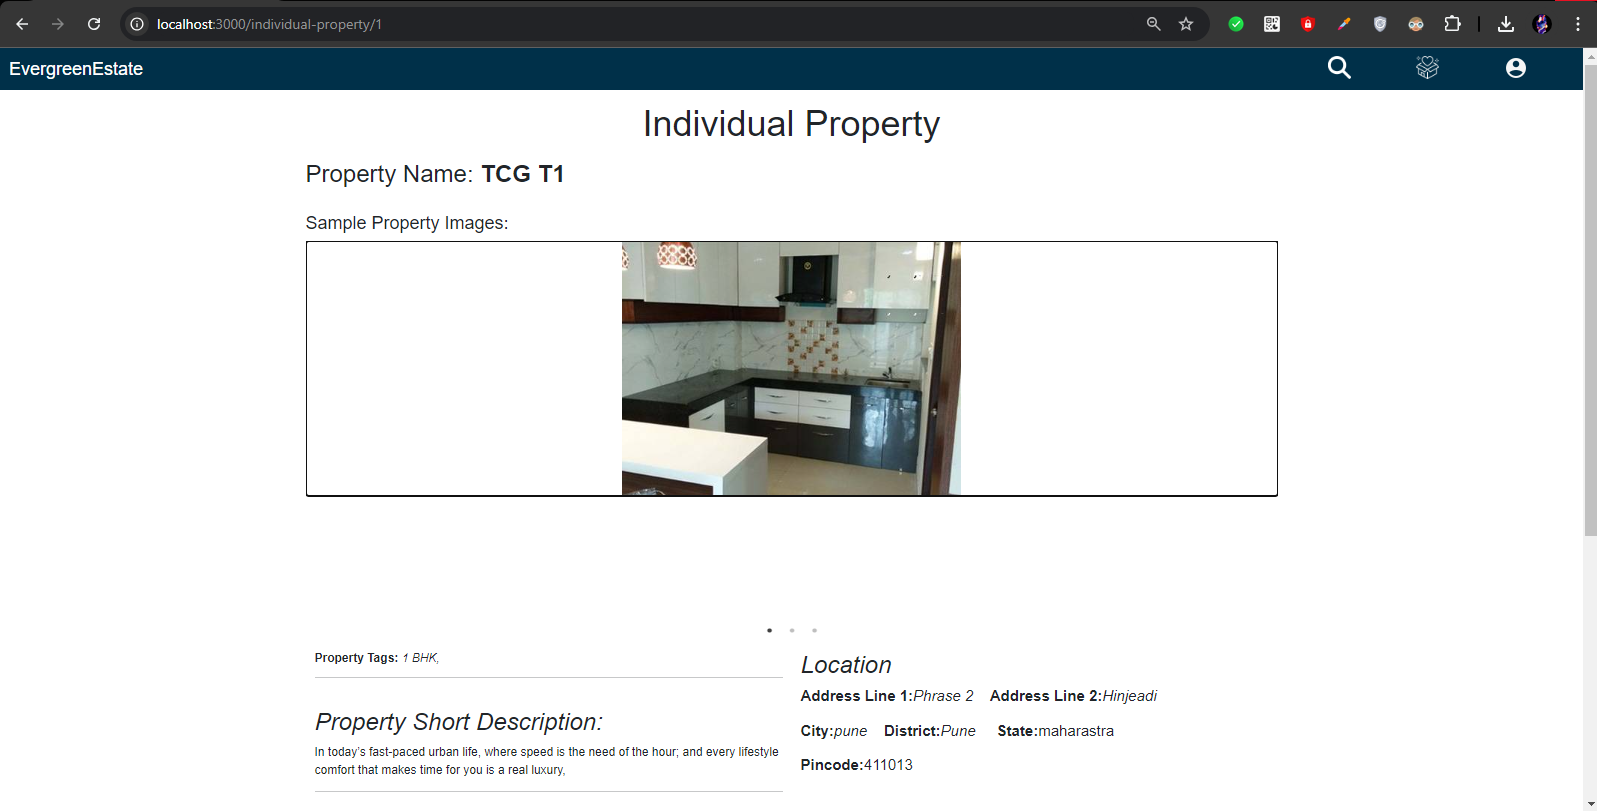 localhost:3000/individual-property/1
EvergreenEstate
Individual Property
Property Name: TCG T1
Sample Property Images:
Property Tags: 1 BHK,
Property Short Description:
In today's fast-paced urban life, where speed is the need of the hour; and every lifestyle
comfort that makes time for you is a real luxury,
Location
Address Line 1:Phrase 2 Address Line 2:Hinjeadi
City:pune District:Pune State:maharastra
Pincode:411013